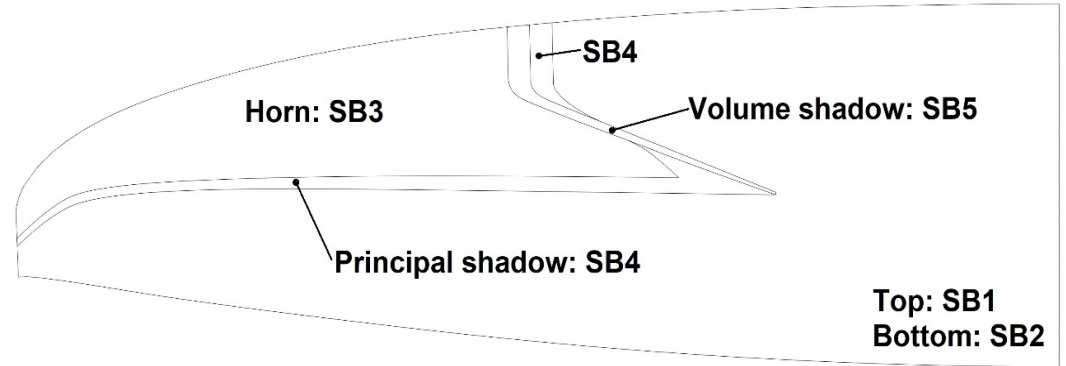 SB4
Horn: SB3
Volume shadow: SB5
Principal shadow: SB4
Top: SB1
Bottom: SB2